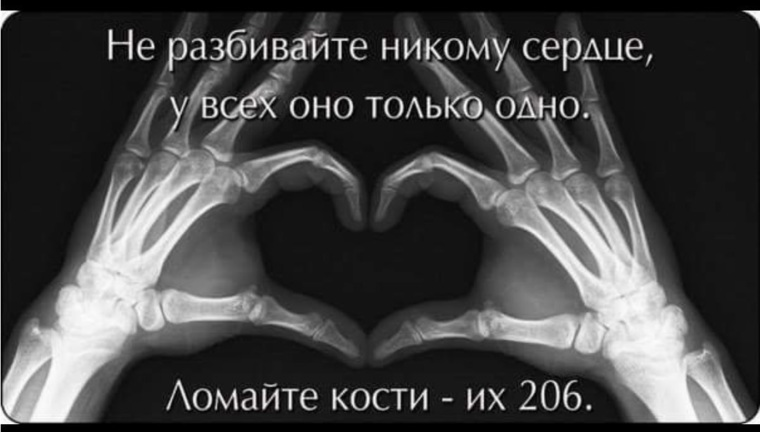 Не разбивайте никому сердце,
у всех оно только одно.
Ломайте кости - их 206.